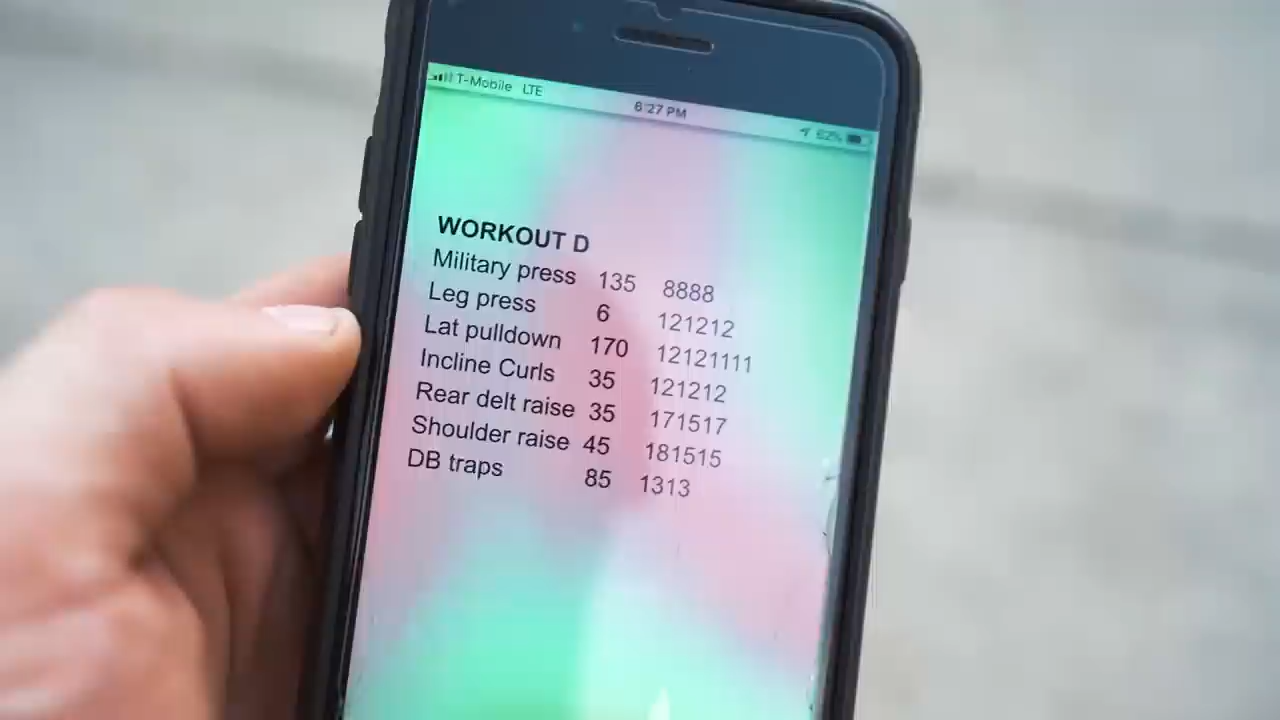 T-Mobile LTE 6:27 PM 62%
WORKOUT D
Military press 135 8888
Leg press 6 121212
Lat pulldown 170 12121111
Incline Curls 35 121212
Rear delt raise 35 171517
Shoulder raise 45 181515
DB traps 85 1313